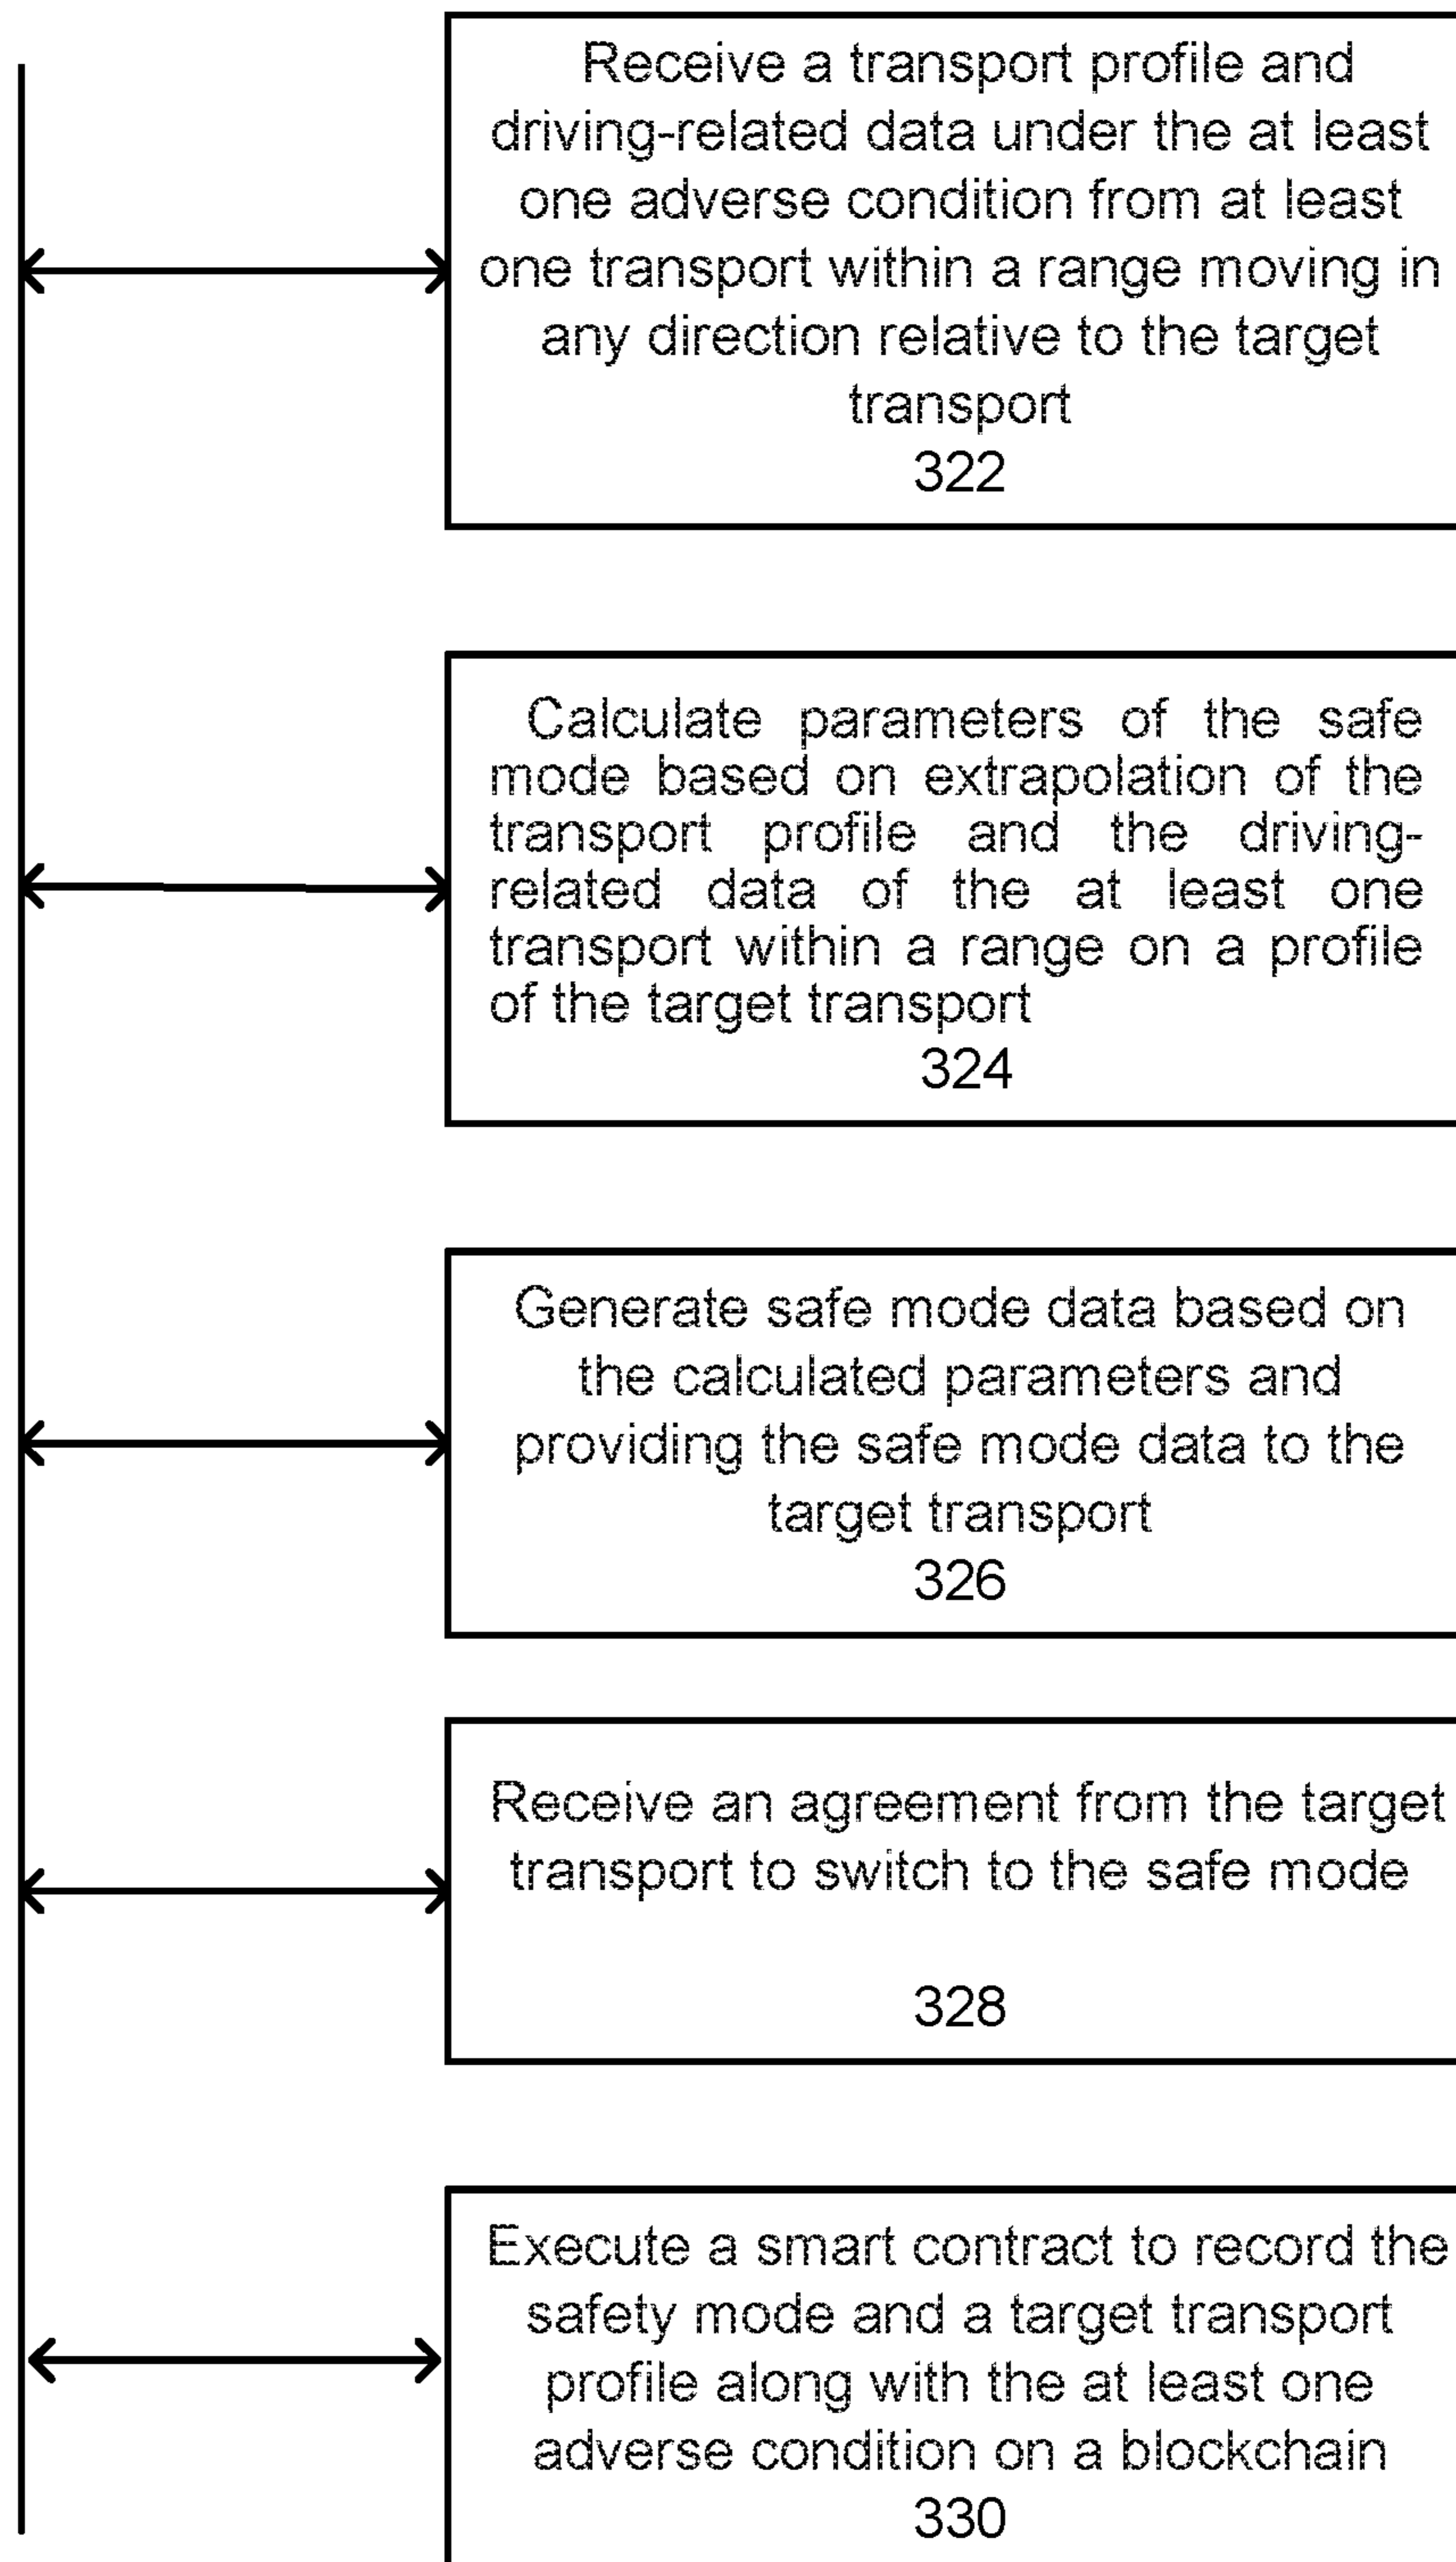 Receive a transport profile and
driving-related data under the at least
one adverse condition from at least
one transport within a range moving in
any direction relative to the target
transport
322
Calculate parameters of the safe
mode based on extrapolation of the
transport profile and the driving-
related data of the at least one
transport within a range on a profile
of the target transport
324
Generate safe mode data based on
the calculated parameters and
providing the safe mode data to the
target transport
326
Receive an agreement from the target
transport to switch to the safe mode
328
Execute a smart contract to record the
safety mode and a target transport
profile along with the at least one
adverse condition on a blockchain
330